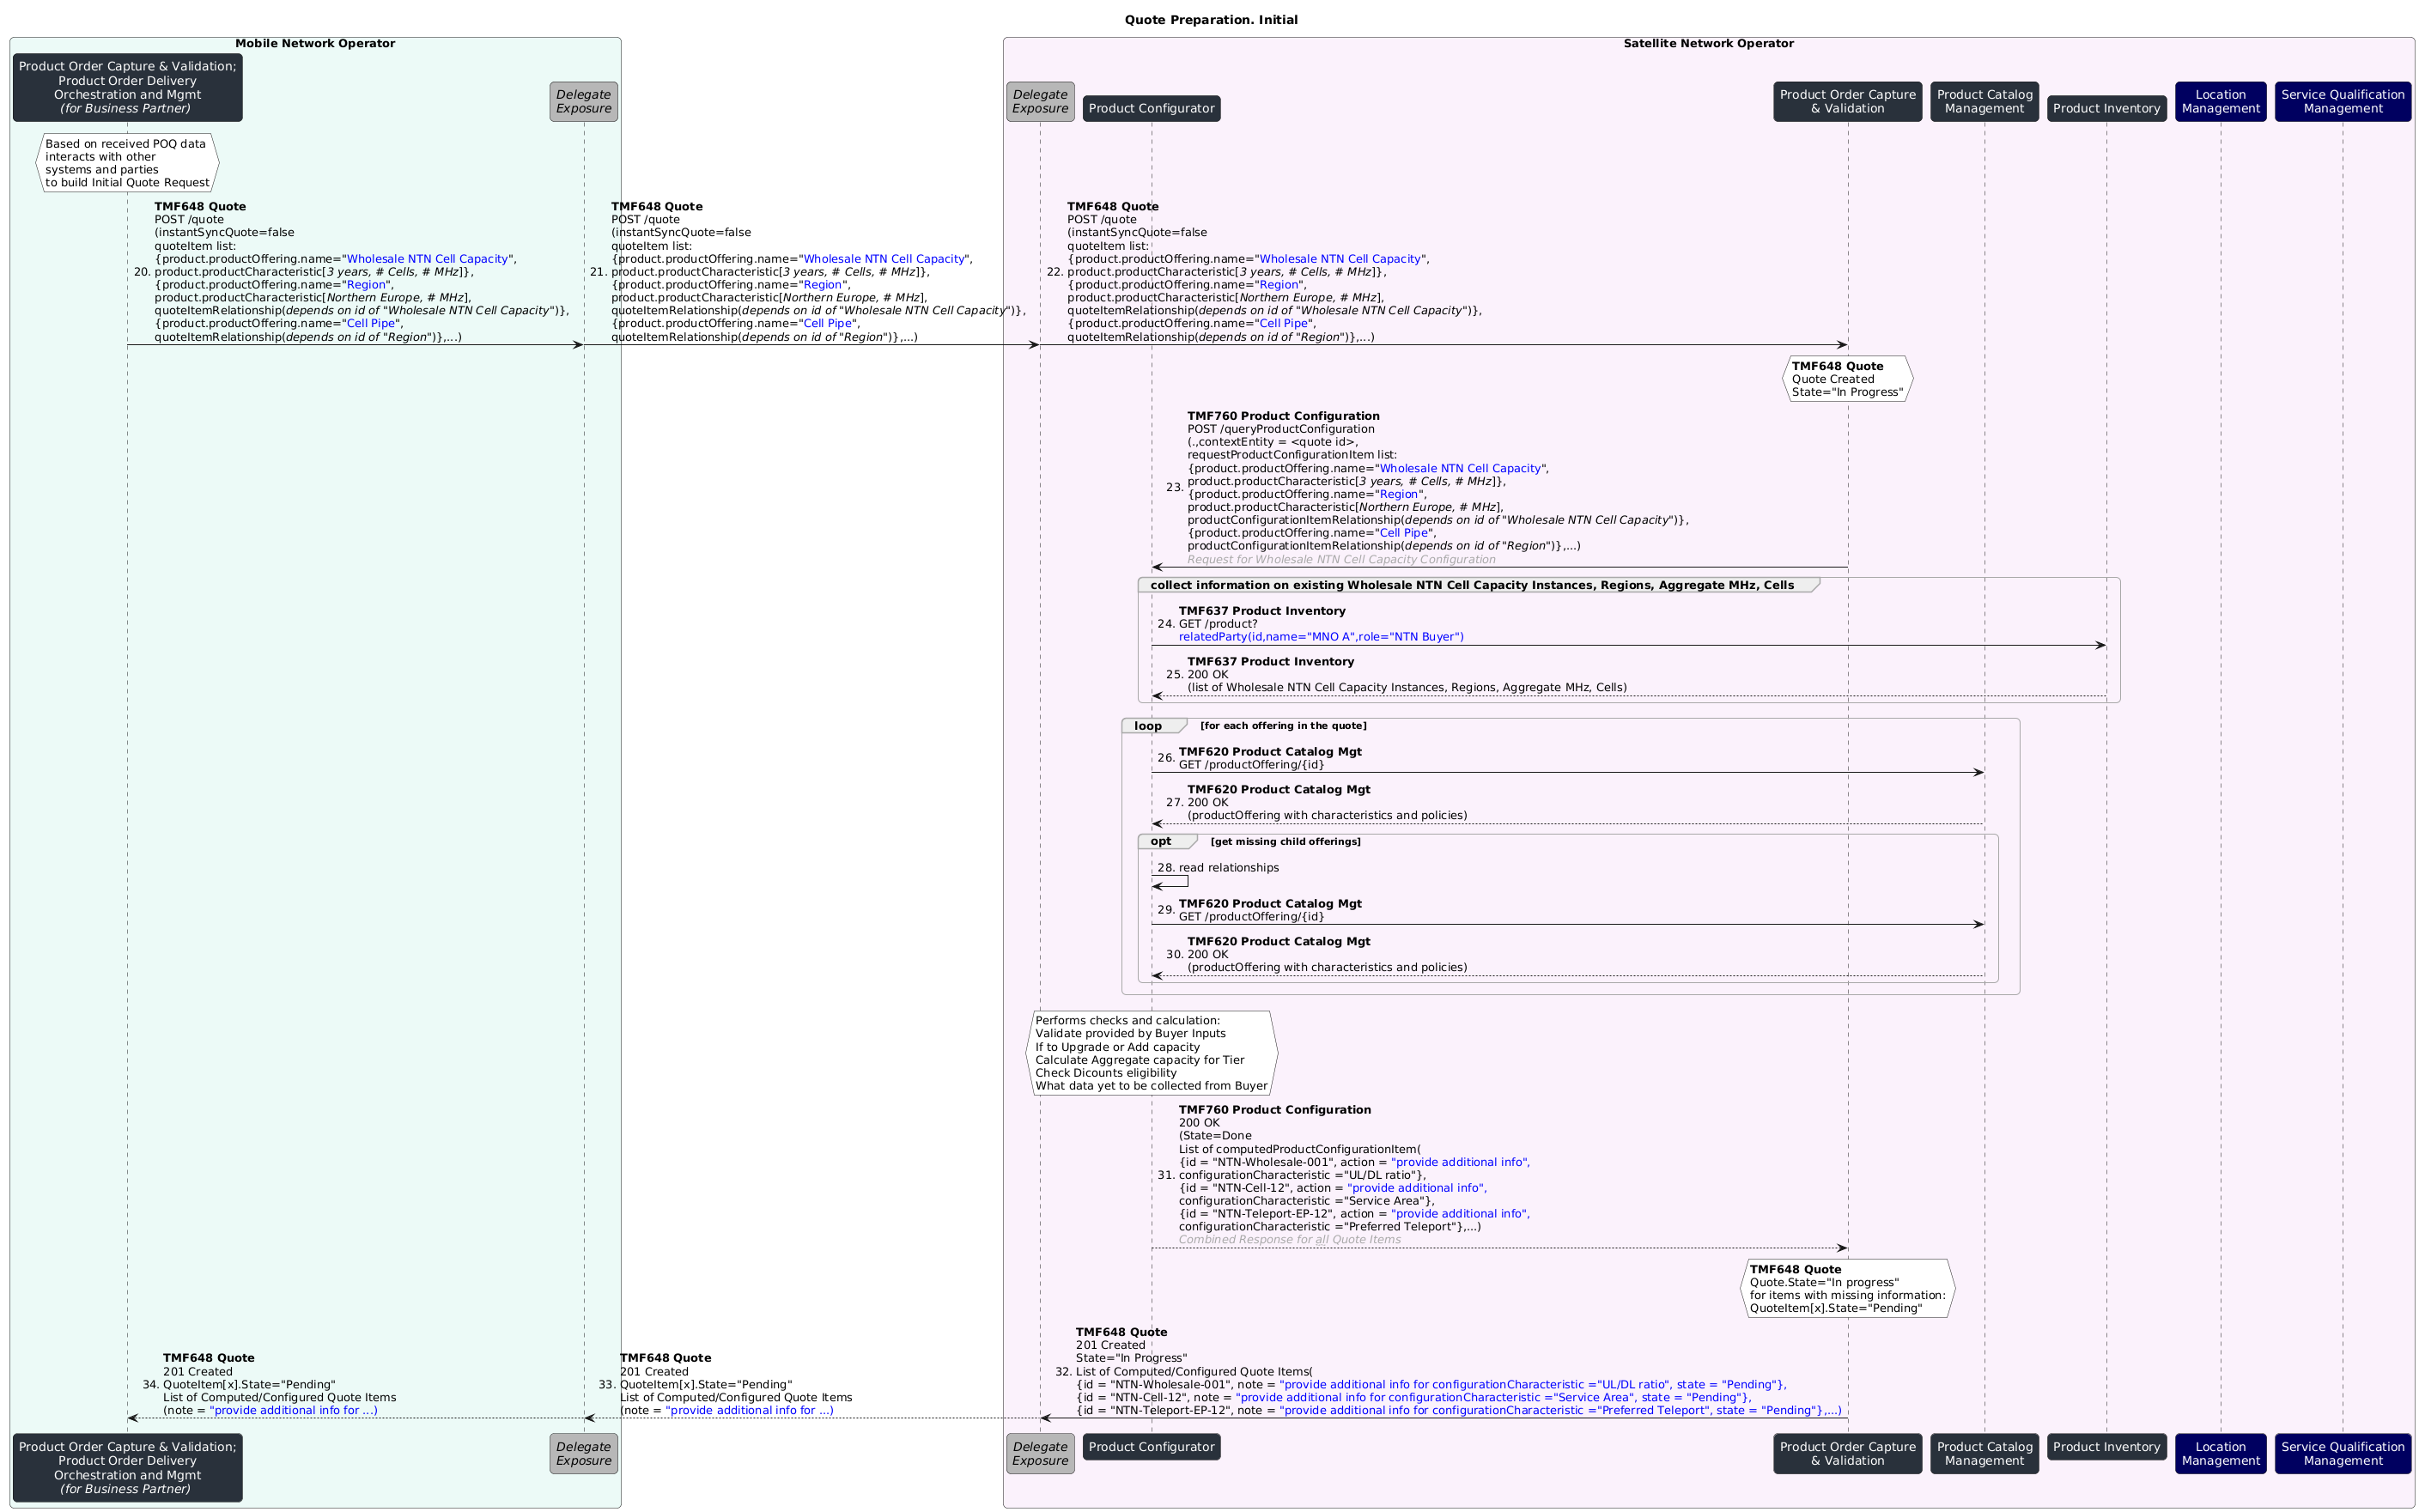 Quote Preparation. Initial
Mobile Network Operator
Satellite Network Operator
Product Order Capture & Validation;
Product Order Delivery
Orchestration and Mgmt
(for Business Partner)
Delegate
Exposure
Delegate
Exposure
Product Configurator
Product Order Capture
& Validation
Product Catalog
Management
Product Inventory
Location
Management
Service Qualification
Management
Based on received POQ data
interacts with other
systems and parties
to build Initial Quote Request
TMF648 Quote
POST /quote
(instantSyncQuote=false
quoteItem list:
{product.productOffering.name="Wholesale NTN Cell Capacity",
20. product.productCharacteristic[3 years, # Cells, # MHz]},
{product.productOffering.name="Region",
product.productCharacteristic[Northern Europe, # MHz],
quoteItemRelationship(depends on id of "Wholesale NTN Cell Capacity")},
{product.productOffering.name="Cell Pipe",
quoteItemRelationship(depends on id of "Region")},...)
TMF648 Quote
POST /quote
(instantSyncQuote=false
quoteItem list:
{product.productOffering.name="Wholesale NTN Cell Capacity",
21. product.productCharacteristic[3 years, # Cells, # MHz]},
{product.productOffering.name="Region",
product.productCharacteristic[Northern Europe, # MHz],
quoteItemRelationship(depends on id of "Wholesale NTN Cell Capacity")},
{product.productOffering.name="Cell Pipe",
quoteItemRelationship(depends on id of "Region")},...)
TMF648 Quote
POST /quote
(instantSyncQuote=false
quoteItem list:
{product.productOffering.name="Wholesale NTN Cell Capacity",
22. product.productCharacteristic[3 years, # Cells, # MHz]},
{product.productOffering.name="Region",
product.productCharacteristic[Northern Europe, # MHz],
quoteItemRelationship(depends on id of "Wholesale NTN Cell Capacity")},
{product.productOffering.name="Cell Pipe",
quoteItemRelationship(depends on id of "Region")},...)
TMF648 Quote
Quote Created
State="In Progress"
TMF760 Product Configuration
POST /queryProductConfiguration
(.,contextEntity = <quote id>,
requestProductConfigurationItem list:
{product.productOffering.name="Wholesale NTN Cell Capacity",
product.productCharacteristic[3 years, # Cells, # MHz]},
23. {product.productOffering.name="Region",
product.productCharacteristic[Northern Europe, # MHz],
productConfigurationItemRelationship(depends on id of "Wholesale NTN Cell Capacity")},
{product.productOffering.name="Cell Pipe",
productConfigurationItemRelationship(depends on id of "Region")},...)
Request for Wholesale NTN Cell Capacity Configuration
collect information on existing Wholesale NTN Cell Capacity Instances, Regions, Aggregate MHz, Cells
TMF637 Product Inventory
24. GET /product?
relatedParty(id,name="MNO A",role="NTN Buyer")
TMF637 Product Inventory
25. 200 OK
(list of Wholesale NTN Cell Capacity Instances, Regions, Aggregate MHz, Cells)
loop [for each offering in the quote]
26. TMF620 Product Catalog Mgt
GET /productOffering/{id}
TMF620 Product Catalog Mgt
27. 200 OK
(productOffering with characteristics and policies)
opt [get missing child offerings]
28. read relationships
29. TMF620 Product Catalog Mgt
GET /productOffering/{id}
TMF620 Product Catalog Mgt
30. 200 OK
(productOffering with characteristics and policies)
Performs checks and calculation:
Validate provided by Buyer Inputs
If to Upgrade or Add capacity
Calculate Aggregate capacity for Tier
Check Dicounts eligibility
What data yet to be collected from Buyer
TMF760 Product Configuration
200 OK
(State=Done
List of computedProductConfigurationItem(
{id = "NTN-Wholesale-001", action = "provide additional info",
31. configurationCharacteristic ="UL/DL ratio"},
{id = "NTN-Cell-12", action = "provide additional info",
configurationCharacteristic ="Service Area"},
{id = "NTN-Teleport-EP-12", action = "provide additional info",
configurationCharacteristic ="Preferred Teleport"},...)
Combined Response for all Quote Items
TMF648 Quote
Quote.State="In progress"
for items with missing information:
QuoteItem[x].State="Pending"
TMF648 Quote
201 Created
State="In Progress"
32. List of Computed/Configured Quote Items(
{id = "NTN-Wholesale-001", note = "provide additional info for configurationCharacteristic ="UL/DL ratio", state = "Pending"},
{id = "NTN-Cell-12", note = "provide additional info for configurationCharacteristic ="Service Area", state = "Pending"},
{id = "NTN-Teleport-EP-12", note = "provide additional info for configurationCharacteristic ="Preferred Teleport", state = "Pending"},...)
TMF648 Quote
201 Created
33. QuoteItem[x].State="Pending"
List of Computed/Configured Quote Items
(note = "provide additional info for ...)
TMF648 Quote
201 Created
34. QuoteItem[x].State="Pending"
List of Computed/Configured Quote Items
(note = "provide additional info for ...)
Product Order Capture & Validation;
Product Order Delivery
Orchestration and Mgmt
(for Business Partner)
Delegate
Exposure
Delegate
Exposure
Product Configurator
Product Order Capture
& Validation
Product Catalog
Management
Product Inventory
Location
Management
Service Qualification
Management